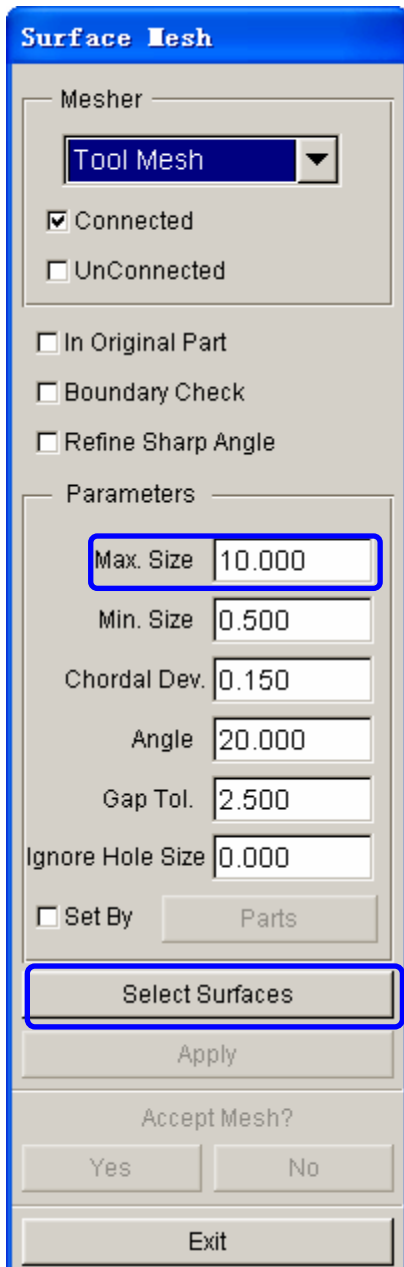 Surface Mesh
Mesher
Tool Mesh
Connected
UnConnected
In Original Part
Boundary Check
Refine Sharp Angle
Parameters
Max. Size 10.000
Min. Size 0.500
Chordal Dev. 0.150
Angle 20.000
Gap Tol. 2.500
Ignore Hole Size 0.000
Set By Parts
Select Surfaces
Apply
Accept Mesh?
Yes No
Exit